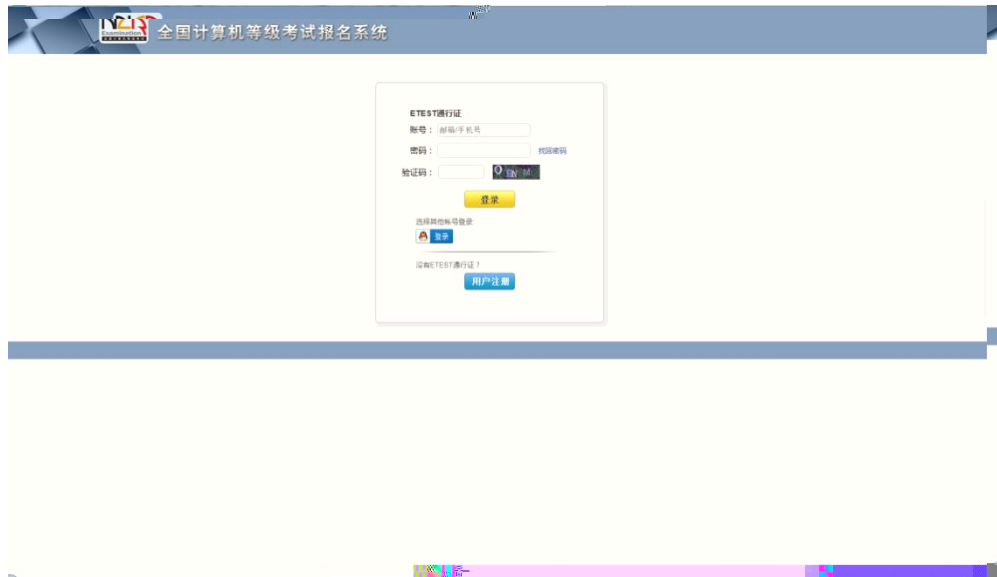 Examination
全国计算机等级考试报名系统
ETEST通行证
账号： 邮箱/手机号
密码： 找回密码
验证码：
登录
选择其他帐号登录:
登录
没有ETEST通行证？
用户注册